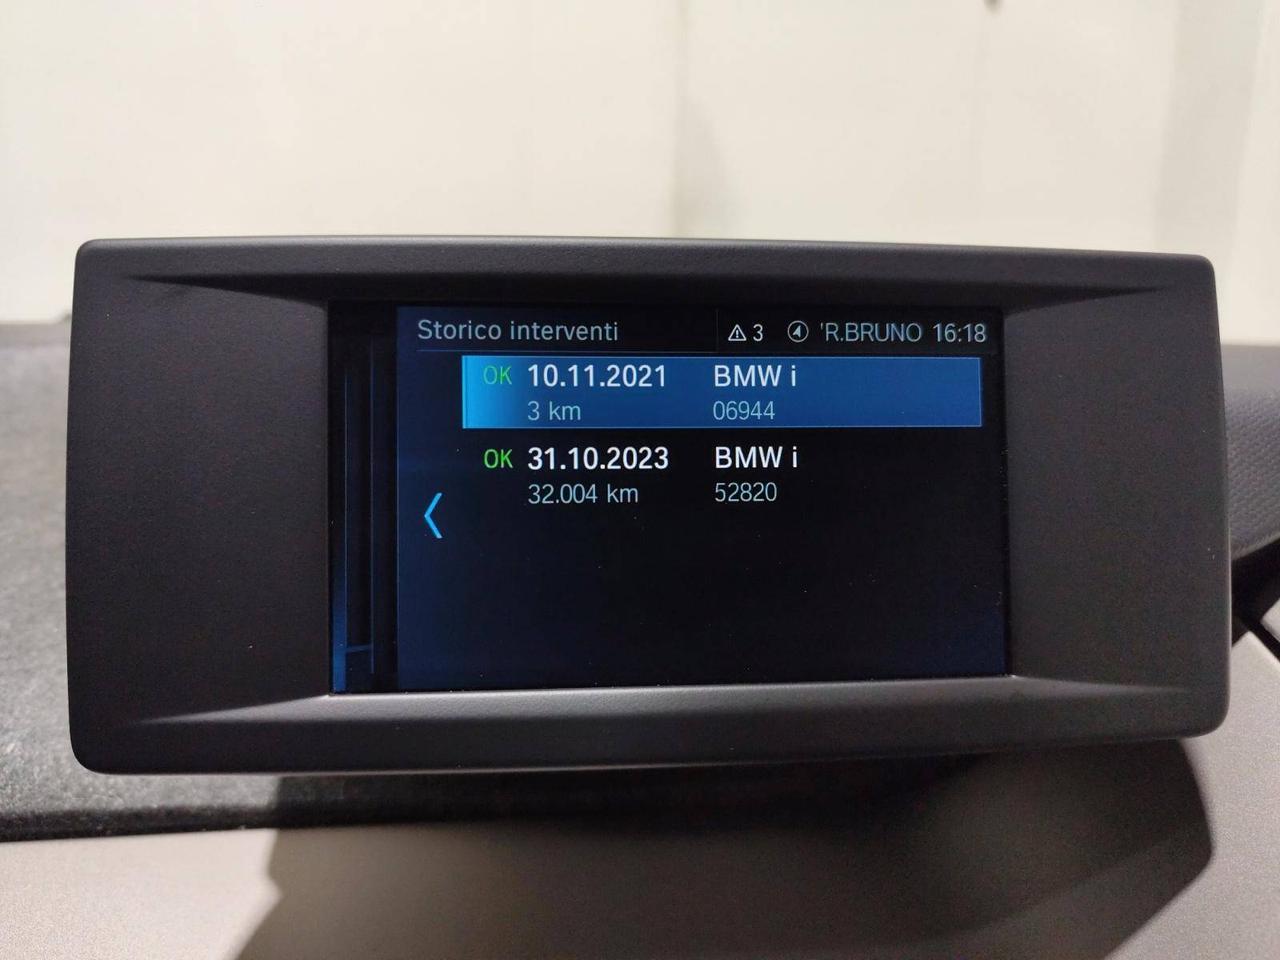 Storico interventi 3 'R.BRUNO 16:18
OK 10.11.2021 BMW i
3 km 06944
OK 31.10.2023 BMW i
32.004 km 52820